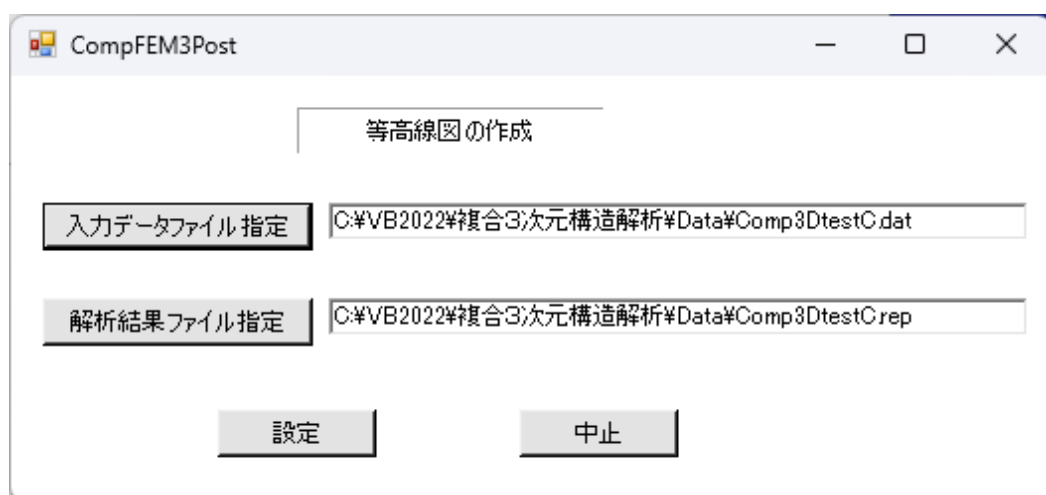 CompFEM3Post
等高線図の作成
入力データファイル指定
C:¥VB2022¥複合3次元構造解析¥Data¥Comp3DtestC.dat
解析結果ファイル指定
C:¥VB2022¥複合3次元構造解析¥Data¥Comp3DtestC.rep
設定
中止